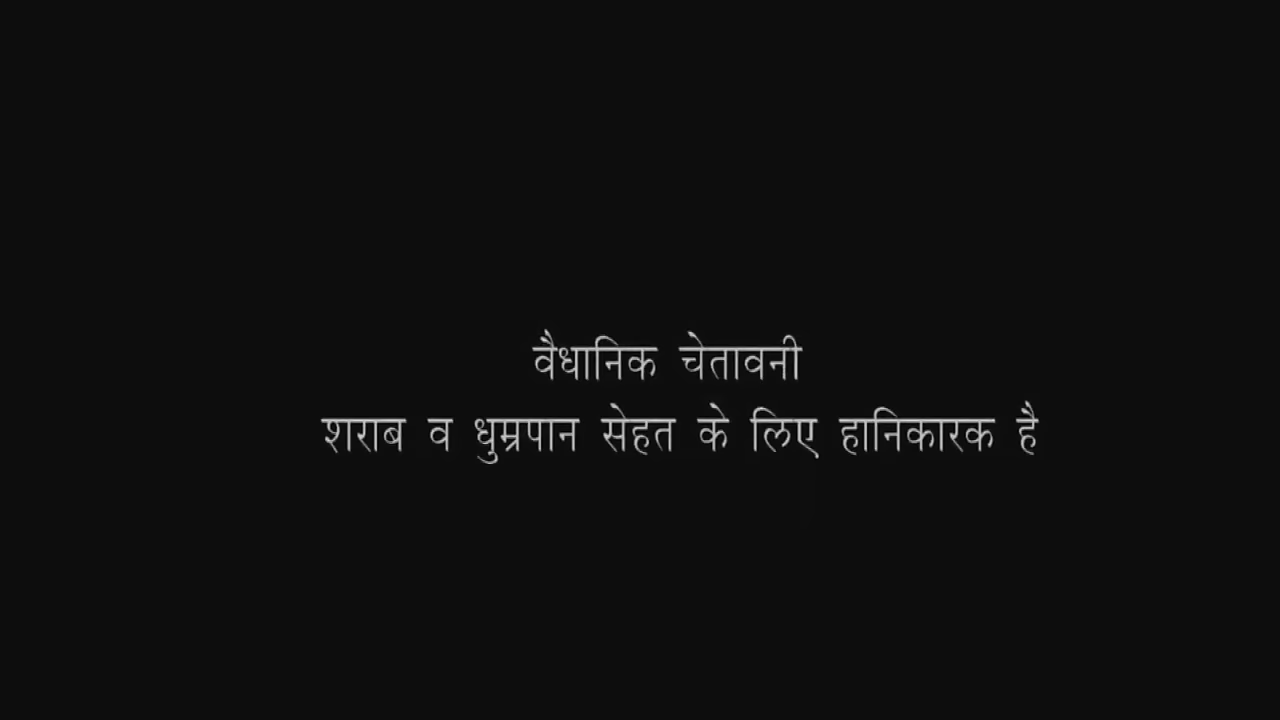 वैधानिक चेतावनी
शराब व धुम्रपान सेहत के लिए हानिकारक है